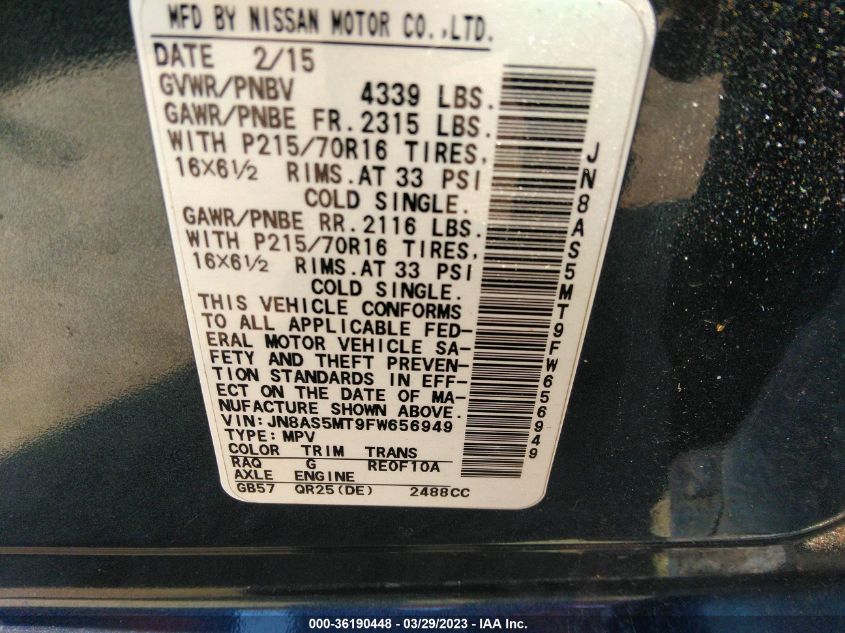 MFD BY NISSAN MOTOR CO.,LTD.
DATE 2/15
GVWR/PNBV 4339 LBS.
GAWR/PNBE FR.2315 LBS.
WITH P215/70R16 TIRES,
16X6½ RIMS.AT 33 PSI
COLD SINGLE.
GAWR/PNBE RR.2116 LBS.
WITH P215/70R16 TIRES,
16X6½ RIMS.AT 33 PSI
COLD SINGLE.
THIS VEHICLE CONFORMS
TO ALL APPLICABLE FED-
ERAL MOTOR VEHICLE SA-
FETY AND THEFT PREVEN-
TION STANDARDS IN EFF-
ECT ON THE DATE OF MA-
NUFACTURE SHOWN ABOVE.
VIN:JN8AS5MT9FW656949
TYPE:MPV
COLOR TRIM TRANS
RAQ G RE0F10A
AXLE ENGINE
GB57 QR25(DE) 2488CC
JN8AS5MT9FW656949
000-36190448 - 03/29/2023 - IAA Inc.